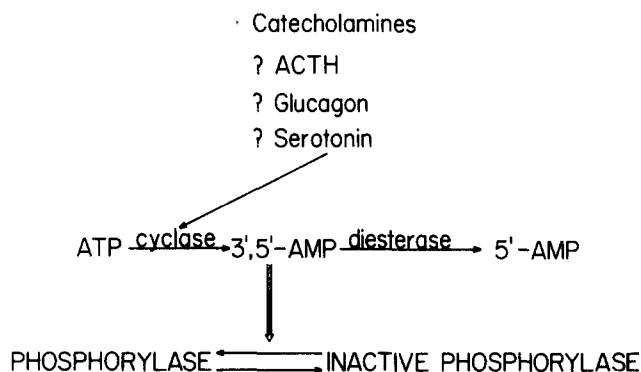 Catecholamines
? ACTH
? Glucagon
? Serotonin
ATP cyclase 3',5'-AMP diesterase 5'-AMP
PHOSPHORYLASE INACTIVE PHOSPHORYLASE